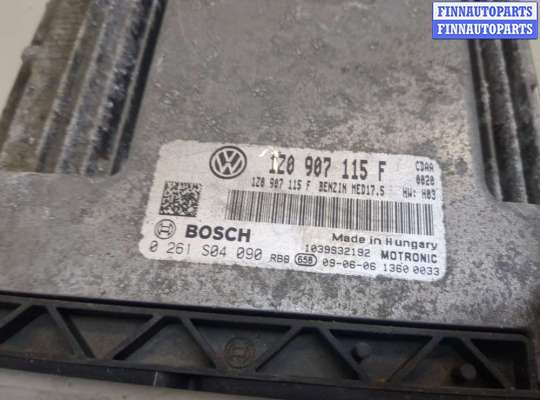 FINNAUTOPARTS
FINNAUTOPARTS
1Z0 907 115 F CDAA
1Z0 907 115 F BENZIN MED17.5 0020
HW: H03
BOSCH Made in Hungary
1039S32192 MOTRONIC
0 261 S04 090 RB8 658 09-06-06 1360 0033